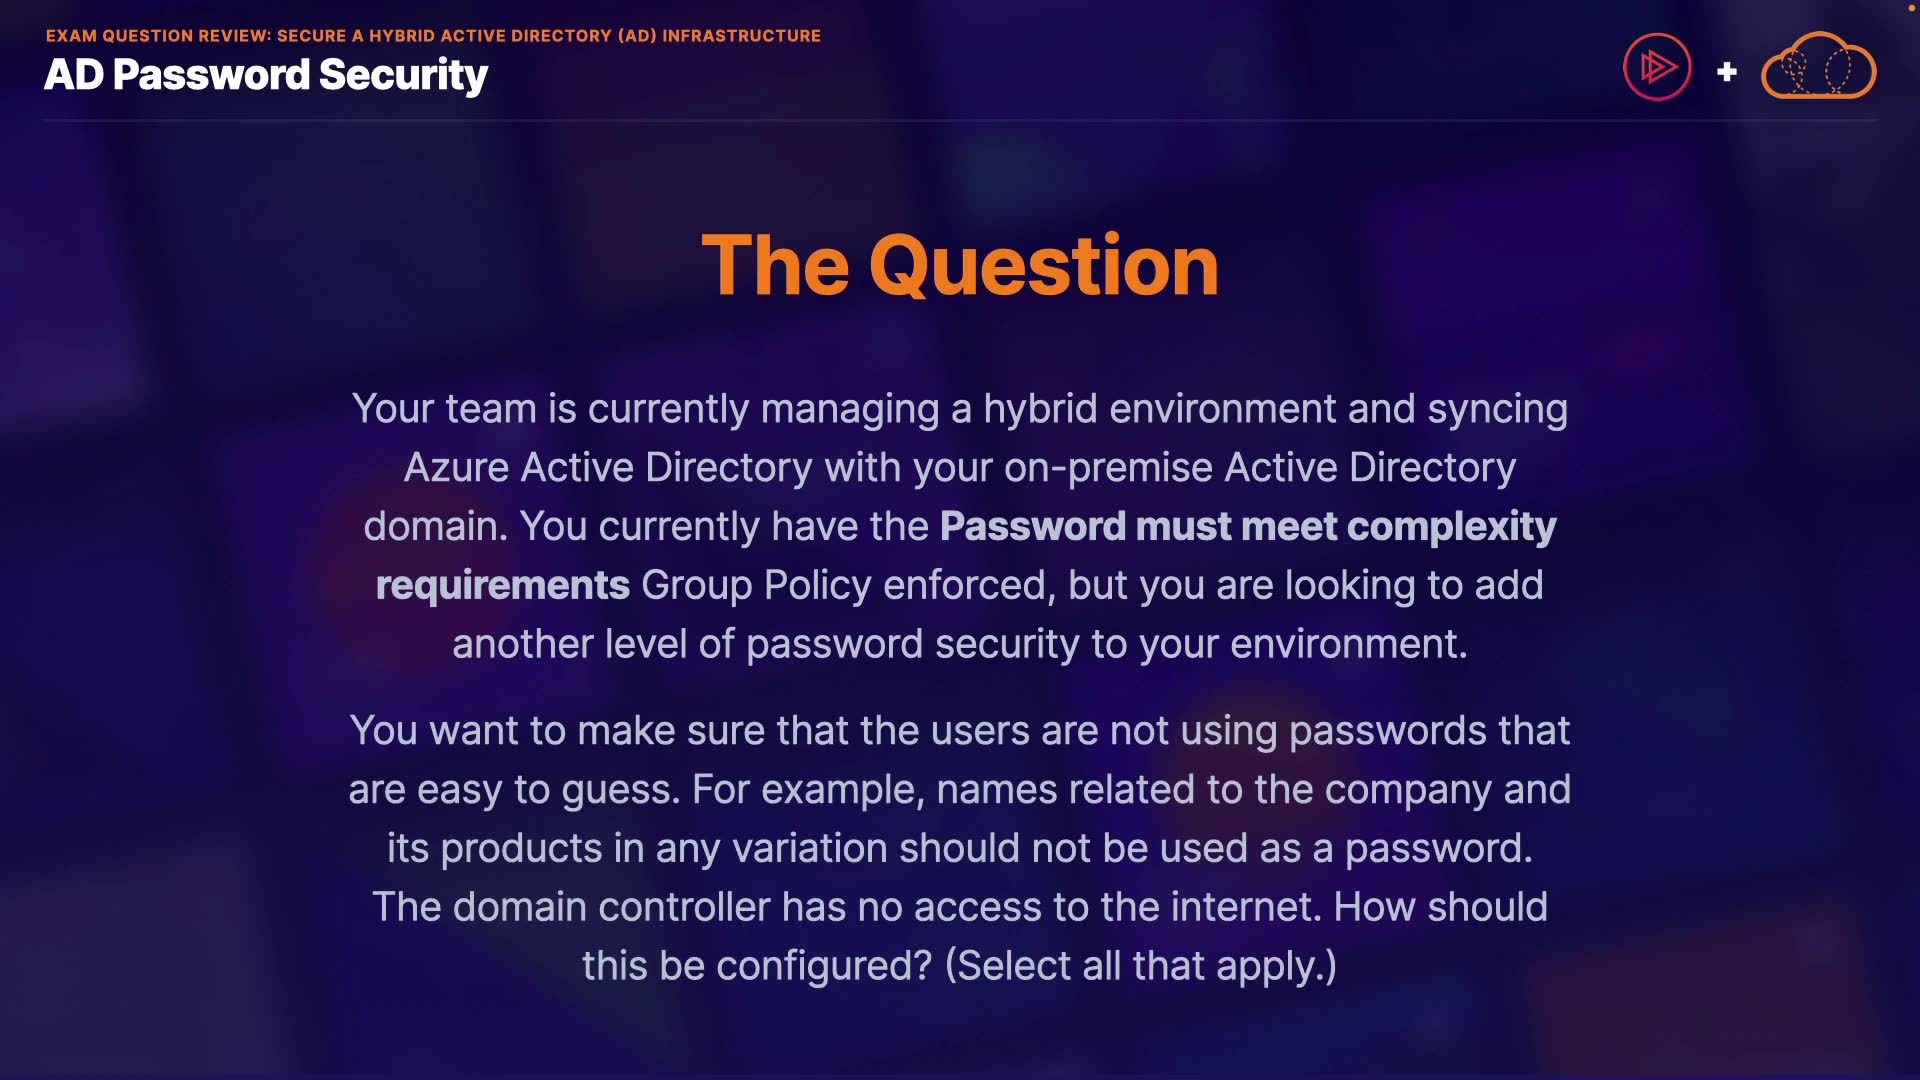 EXAM QUESTION REVIEW: SECURE A HYBRID ACTIVE DIRECTORY (AD) INFRASTRUCTURE
AD Password Security
+
The Question
Your team is currently managing a hybrid environment and syncing
Azure Active Directory with your on-premise Active Directory
domain. You currently have the Password must meet complexity
requirements Group Policy enforced, but you are looking to add
another level of password security to your environment.
You want to make sure that the users are not using passwords that
are easy to guess. For example, names related to the company and
its products in any variation should not be used as a password.
The domain controller has no access to the internet. How should
this be configured? (Select all that apply.)